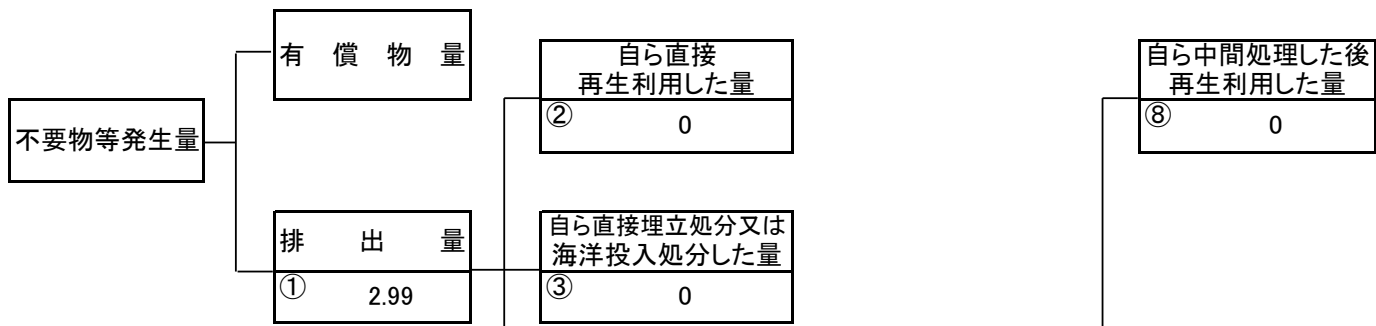 有償物量
自ら直接
再生利用した量
② 0
自ら中間処理した後
再生利用した量
⑧ 0
不要物等発生量
排出量
① 2.99
自ら直接埋立処分又は
海洋投入処分した量
③ 0